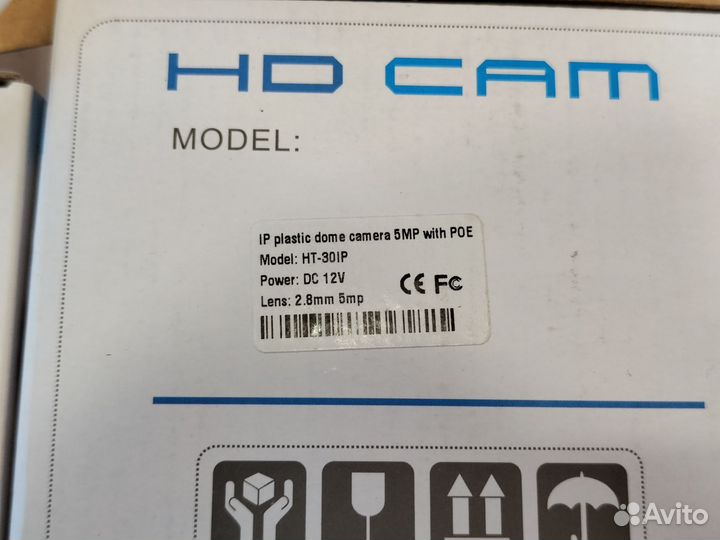 HD CAM
MODEL:
IP plastic dome camera 5MP with POE
Model: HT-30IP
Power: DC 12V
CE FC
Lens: 2.8mm 5mp
Avito